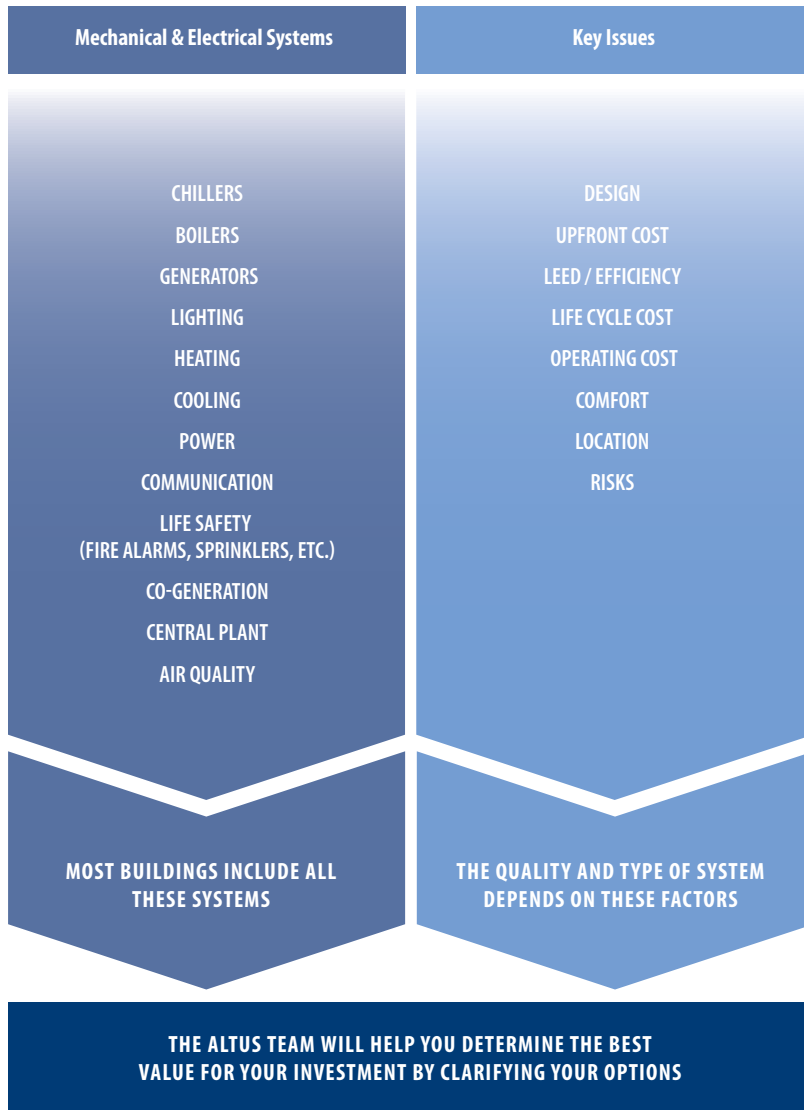 Mechanical & Electrical Systems
CHILLERS
BOILERS
GENERATORS
LIGHTING
HEATING
COOLING
POWER
COMMUNICATION
LIFE SAFETY
(FIRE ALARMS, SPRINKLERS, ETC.)
CO-GENERATION
CENTRAL PLANT
AIR QUALITY
MOST BUILDINGS INCLUDE ALL
THESE SYSTEMS
Key Issues
DESIGN
UPFRONT COST
LEED / EFFICIENCY
LIFE CYCLE COST
OPERATING COST
COMFORT
LOCATION
RISKS
THE QUALITY AND TYPE OF SYSTEM
DEPENDS ON THESE FACTORS
THE ALTUS TEAM WILL HELP YOU DETERMINE THE BEST
VALUE FOR YOUR INVESTMENT BY CLARIFYING YOUR OPTIONS